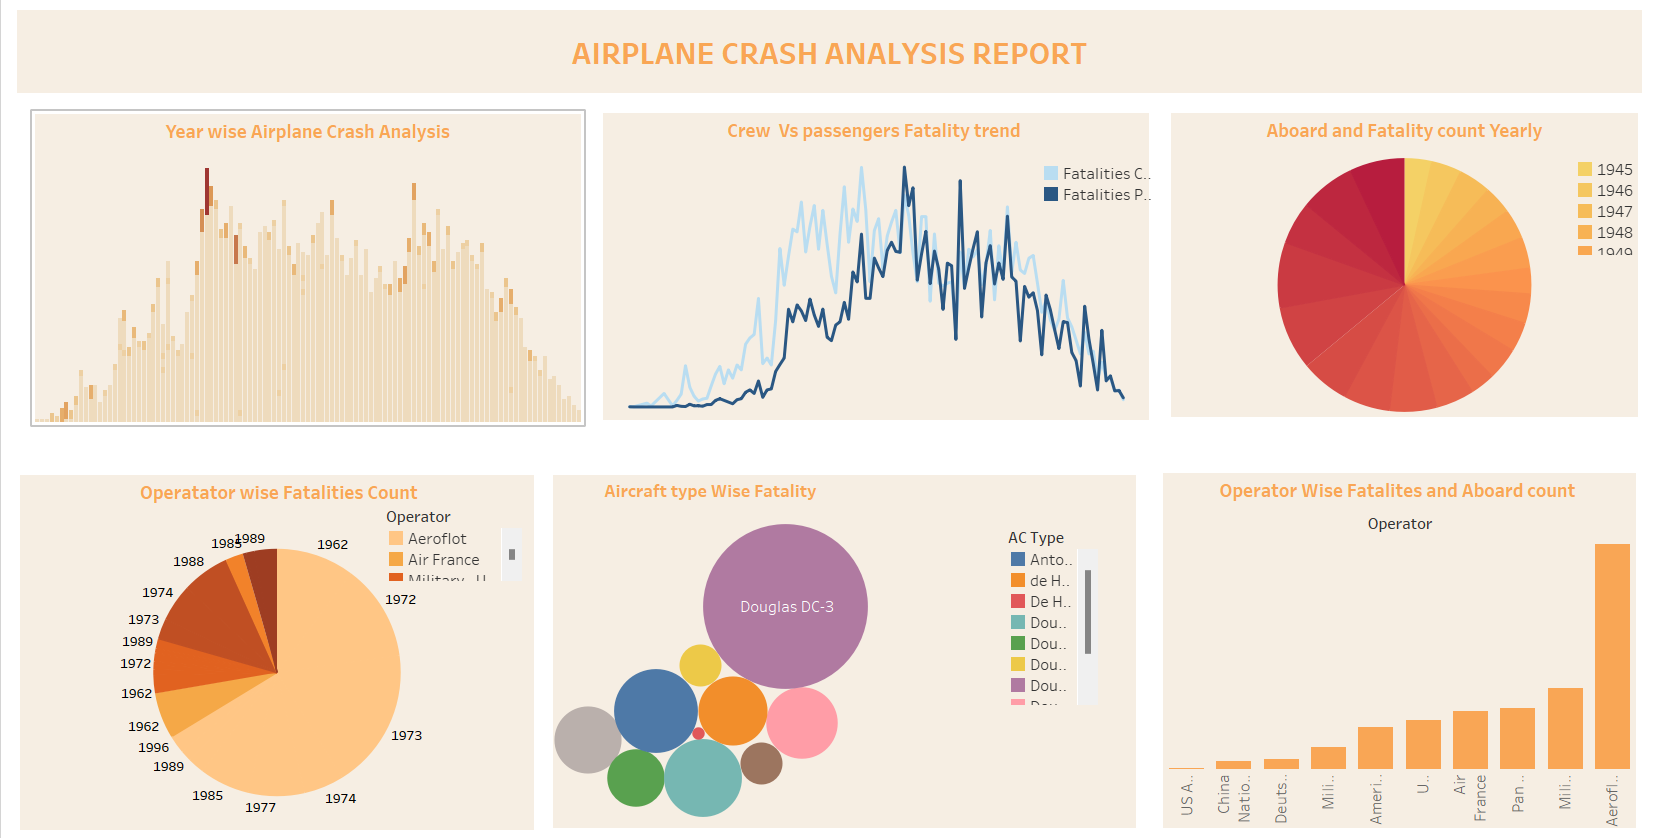 AIRPLANE CRASH ANALYSIS REPORT
Year wise Airplane Crash Analysis
Crew Vs passengers Fatality trend
Fatalities C..
Fatalities P..
Aboard and Fatality count Yearly
1945
1946
1947
1948
1949
Operatator wise Fatalities Count
Operator
Aeroflot
Air France
Military - U
1962
1972
1973
1974
1977
1985
1989
1996
1962
1962
1972
1989
1973
1974
1988
1985
1989
Aircraft type Wise Fatality
Douglas DC-3
AC Type
Anto..
de H..
De H..
Dou..
Dou..
Dou..
Dou..
Dou..
Operator Wise Fatalites and Aboard count
Operator
US A..
China
Natio..
Deuts..
Mili..
Ameri..
U..
Air
France
Pan ..
Mili..
Aerofl..